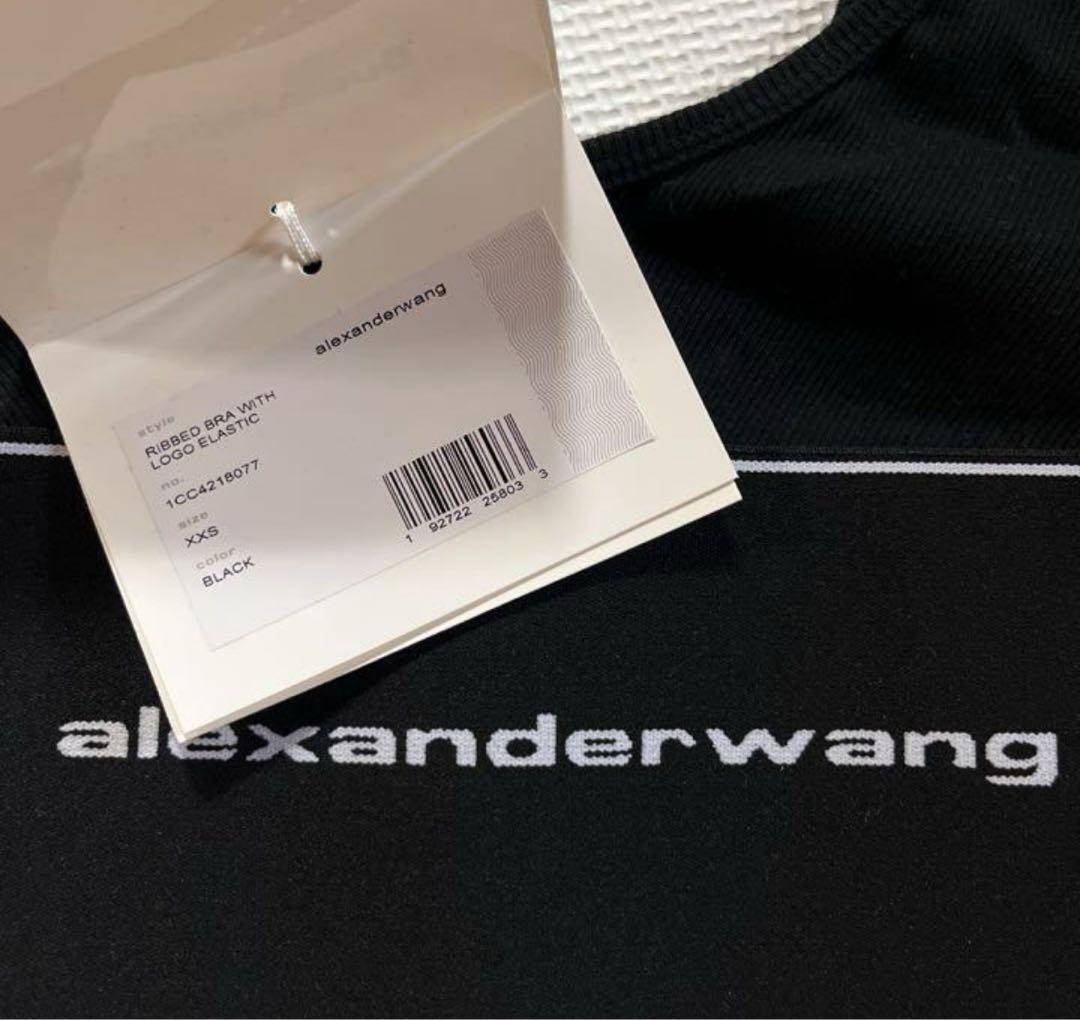 alexanderwang
style
RIBBED BRA WITH
LOGO ELASTIC
no.
1CC4218077
size
XXS
color
BLACK
1 92722 25803 3
alexanderwang